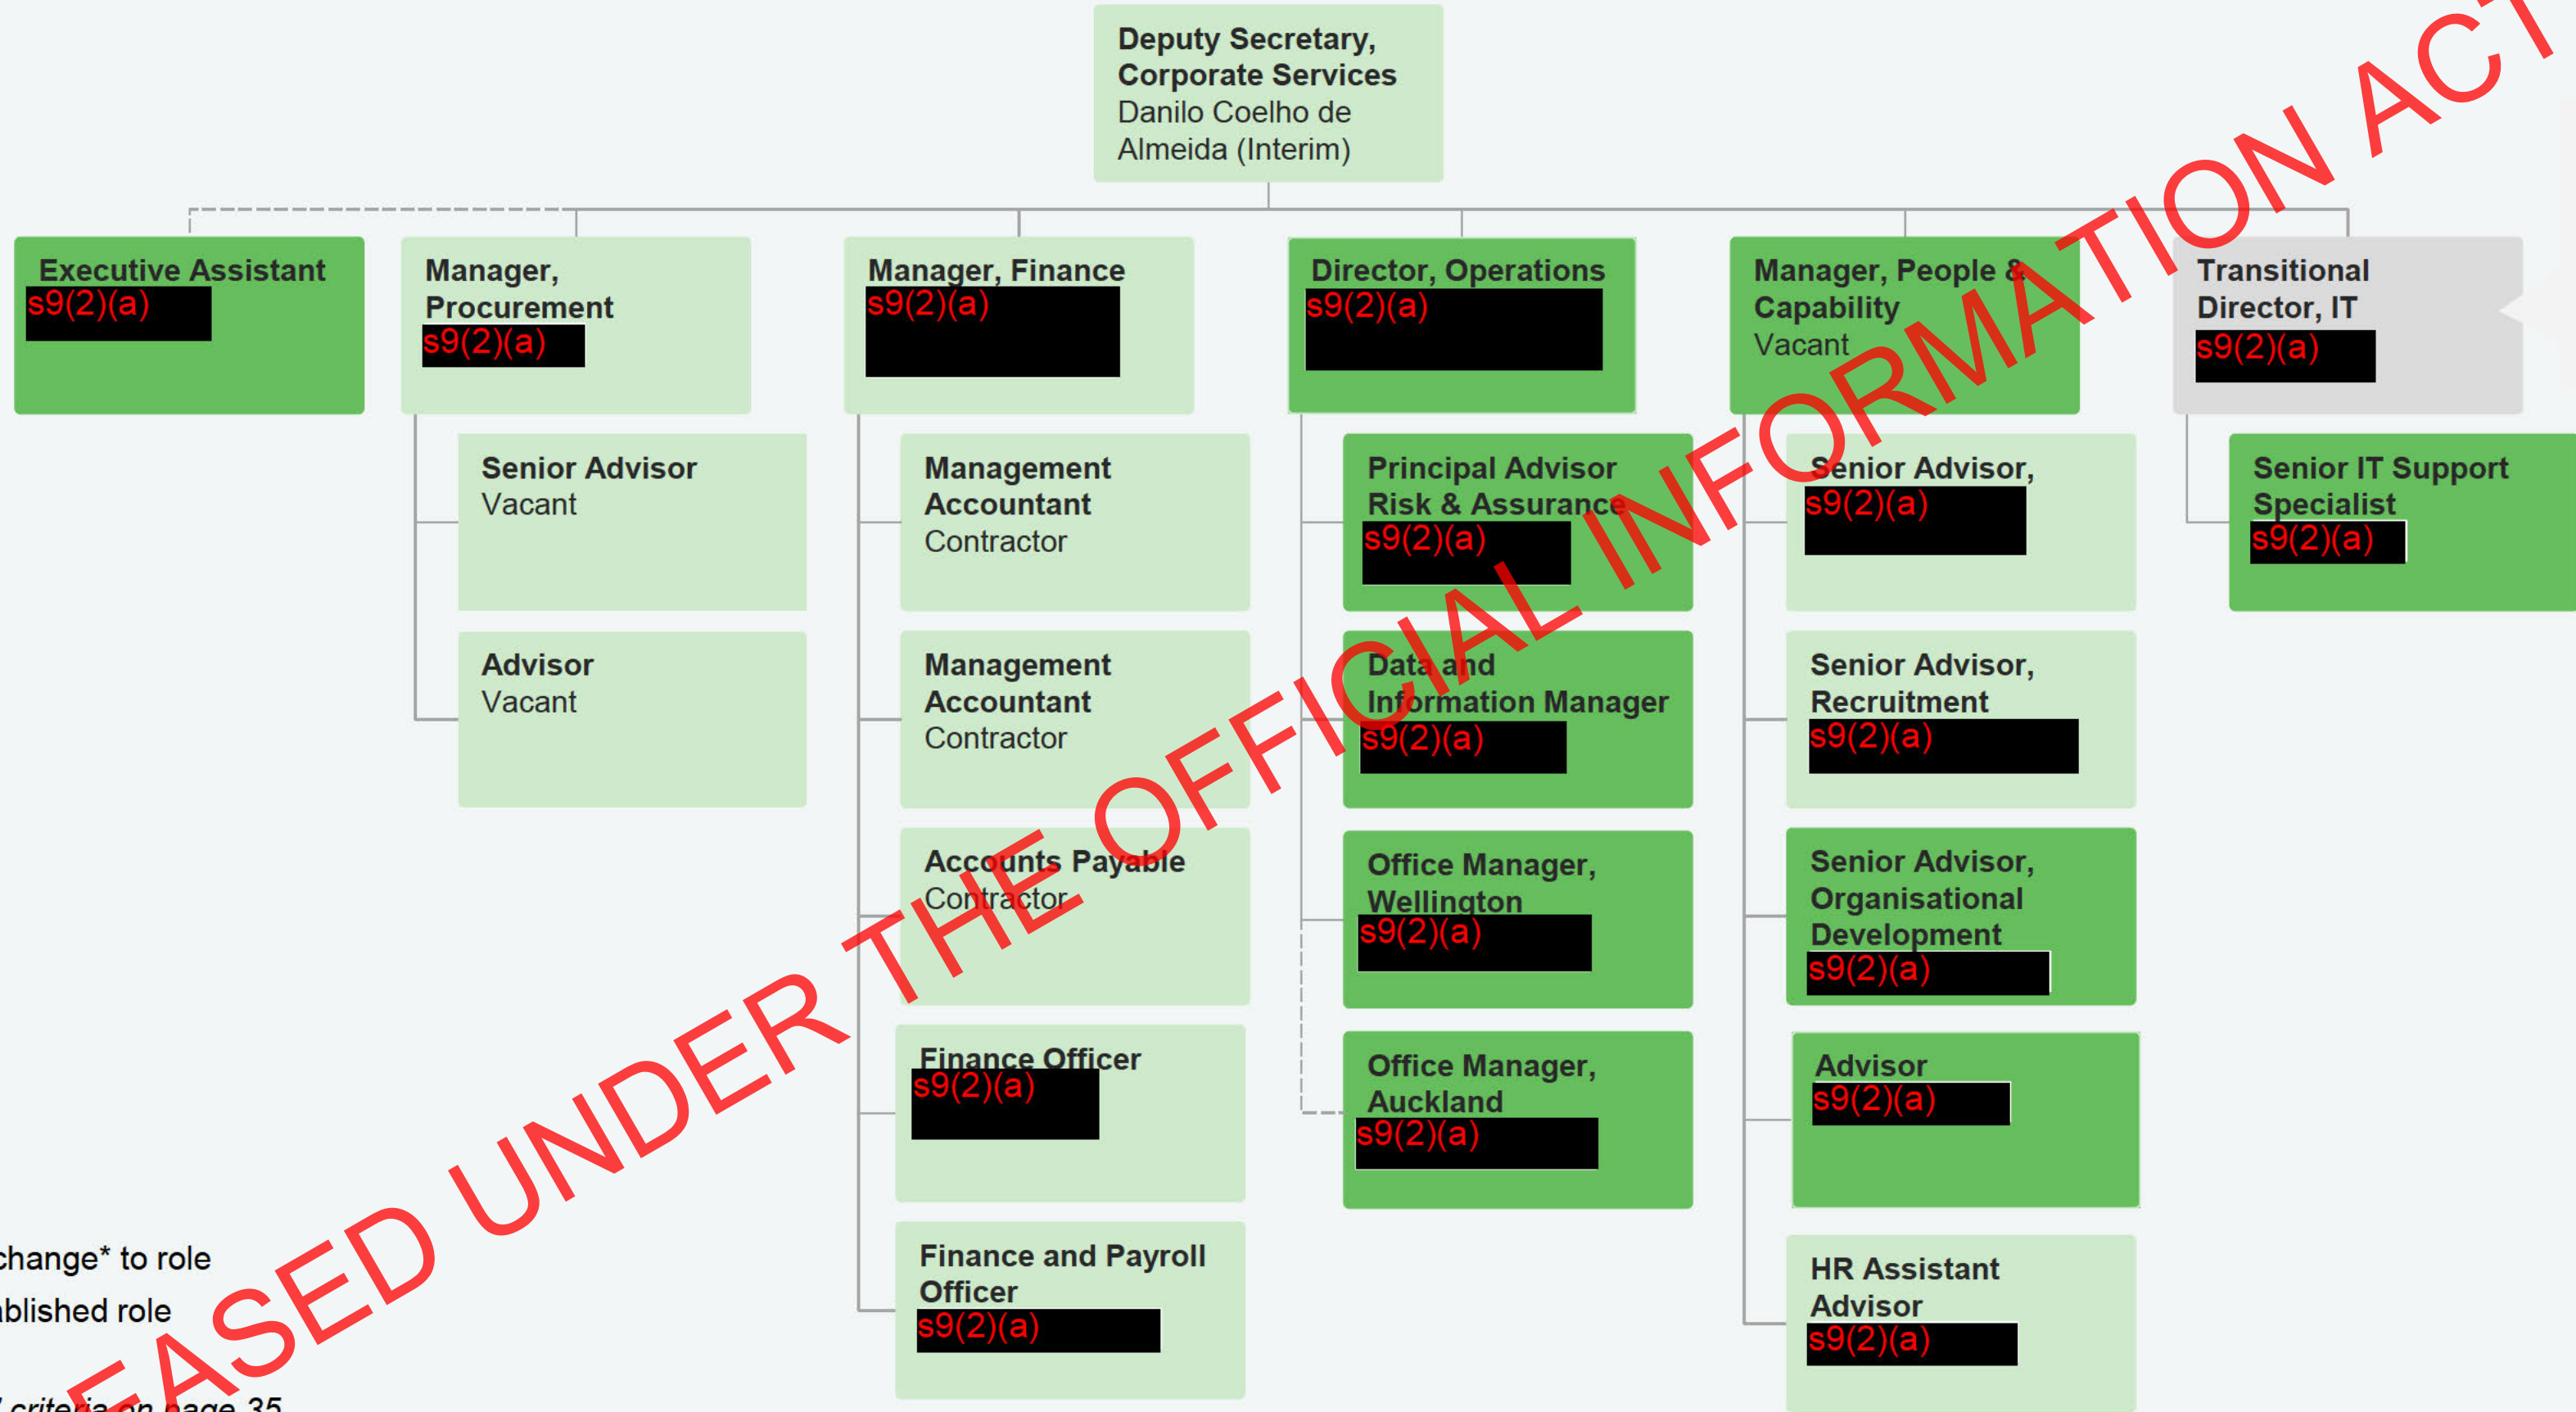 Deputy Secretary,
Corporate Services
Danilo Coelho de
Almeida (Interim)
Executive Assistant
s9(2)(a)
Manager,
Procurement
s9(2)(a)
Senior Advisor
Vacant
Advisor
Vacant
Manager, Finance
s9(2)(a)
Management
Accountant
Contractor
Management
Accountant
Contractor
Accounts Payable
Contractor
Finance Officer
s9(2)(a)
Finance and Payroll
Officer
s9(2)(a)
Director, Operations
s9(2)(a)
Principal Advisor
Risk & Assurance
s9(2)(a)
Data and
Information Manager
s9(2)(a)
Office Manager,
Wellington
s9(2)(a)
Office Manager,
Auckland
s9(2)(a)
Manager, People &
Capability
Vacant
Senior Advisor,
s9(2)(a)
Senior Advisor,
Recruitment
s9(2)(a)
Senior Advisor,
Organisational
Development
s9(2)(a)
Advisor
s9(2)(a)
HR Assistant
Advisor
s9(2)(a)
Transitional
Director, IT
s9(2)(a)
Senior IT Support
Specialist
s9(2)(a)
change* to role
ablished role
criteria on page 35
EASED UNDER THE OFFICIAL INFORMATION ACT